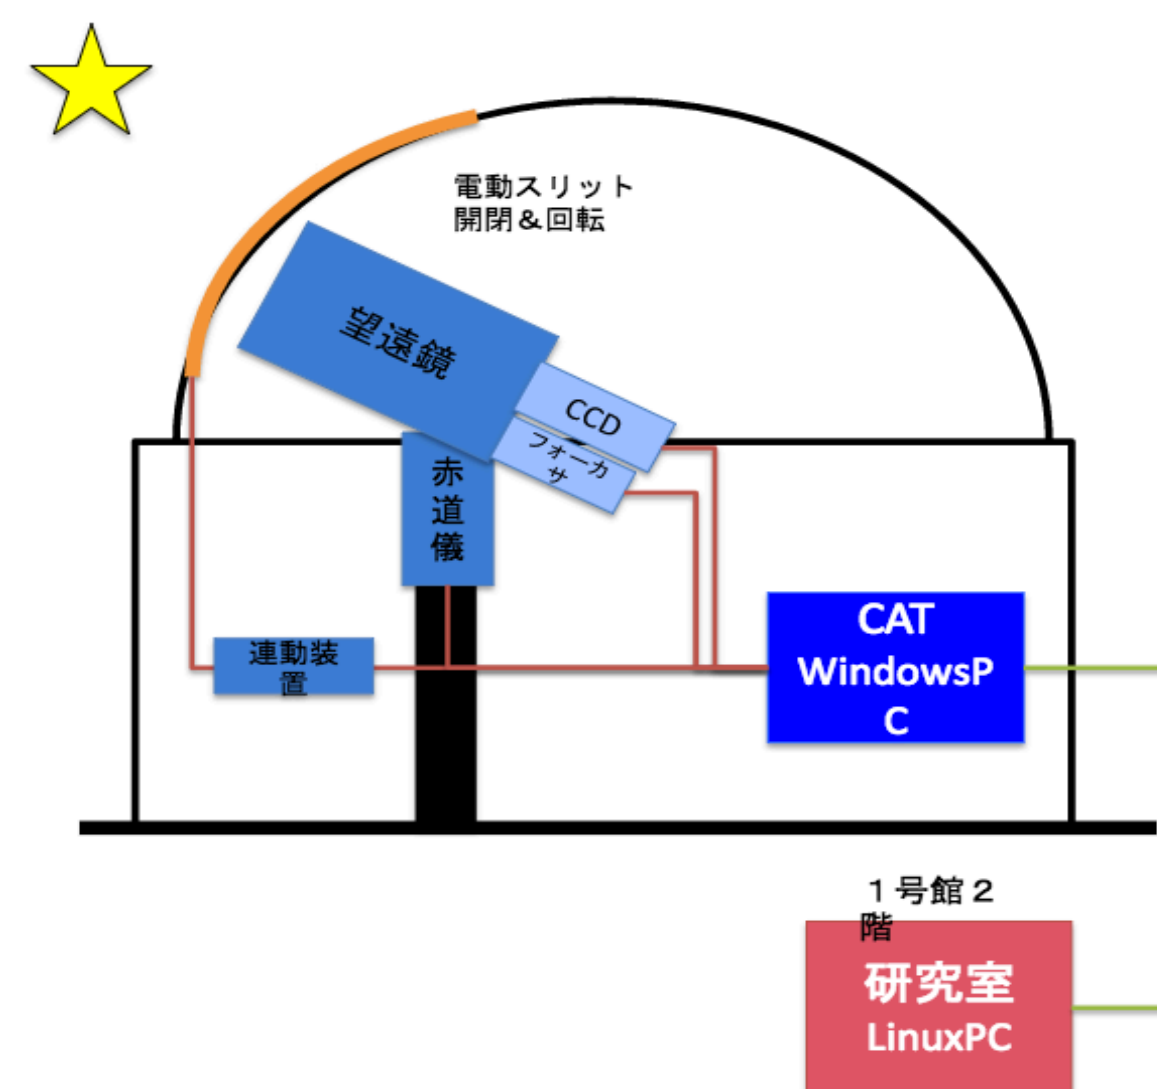 電動スリット
開閉＆回転
望遠鏡
CCD
フォーカ
サ
赤
道
儀
連動装
置
CAT
WindowsP
C
１号館２
階
研究室
LinuxPC